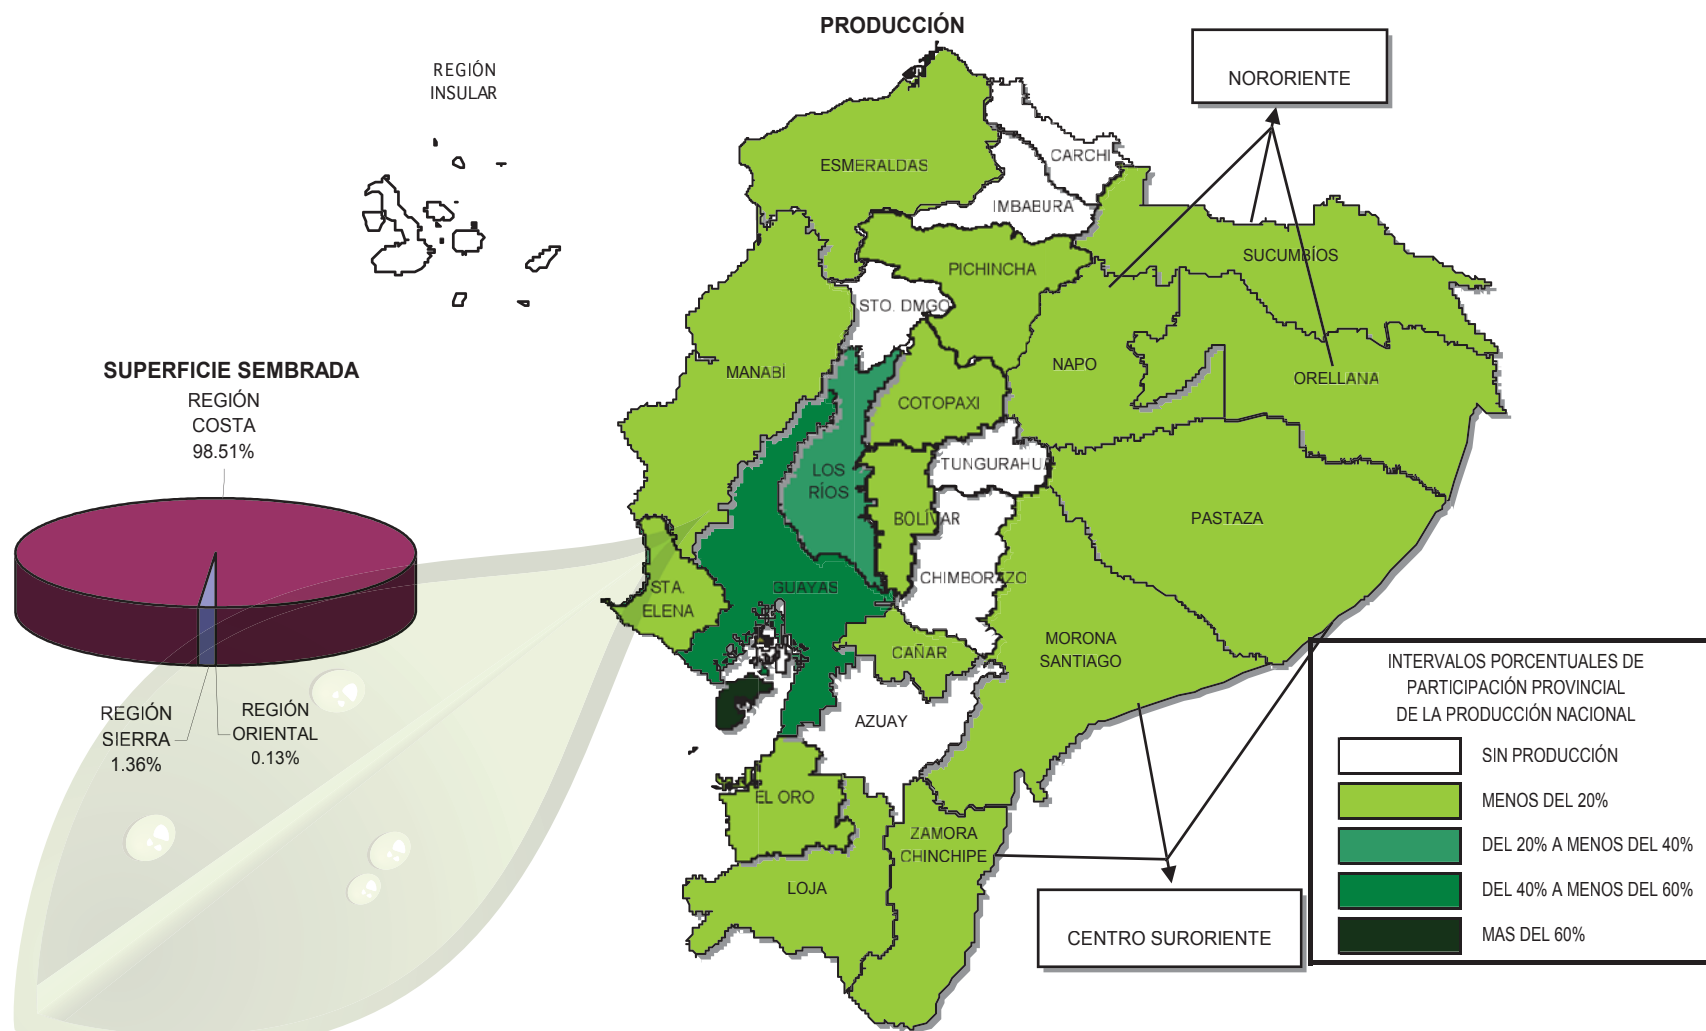 PRODUCCIÓN
REGIÓN
INSULAR
NORORIENTE
CARCHI
ESMERALDAS
IMBABURA
SUCUMBÍOS
PICHINCHA
STO. DMGO
SUPERFICIE SEMBRADA
REGIÓN
COSTA
98.51%
MANABI
NAPO
ORELLANA
COTOPAXI
TUNGURAHU
LOS
RÍOS
BOLÍVAR
PASTAZA
CHIMBORAZO
STA.
ELENA
GUAYAS
CAÑAR
MORONA
SANTIAGO
REGIÓN
SIERRA
1.36%
REGIÓN
ORIENTAL
0.13%
AZUAY
EL ORO
ZAMORA
CHINCHIPE
LOJA
CENTRO SURORIENTE
INTERVALOS PORCENTUALES DE
PARTICIPACIÓN PROVINCIAL
DE LA PRODUCCIÓN NACIONAL
SIN PRODUCCIÓN
MENOS DEL 20%
DEL 20% A MENOS DEL 40%
DEL 40% A MENOS DEL 60%
MAS DEL 60%